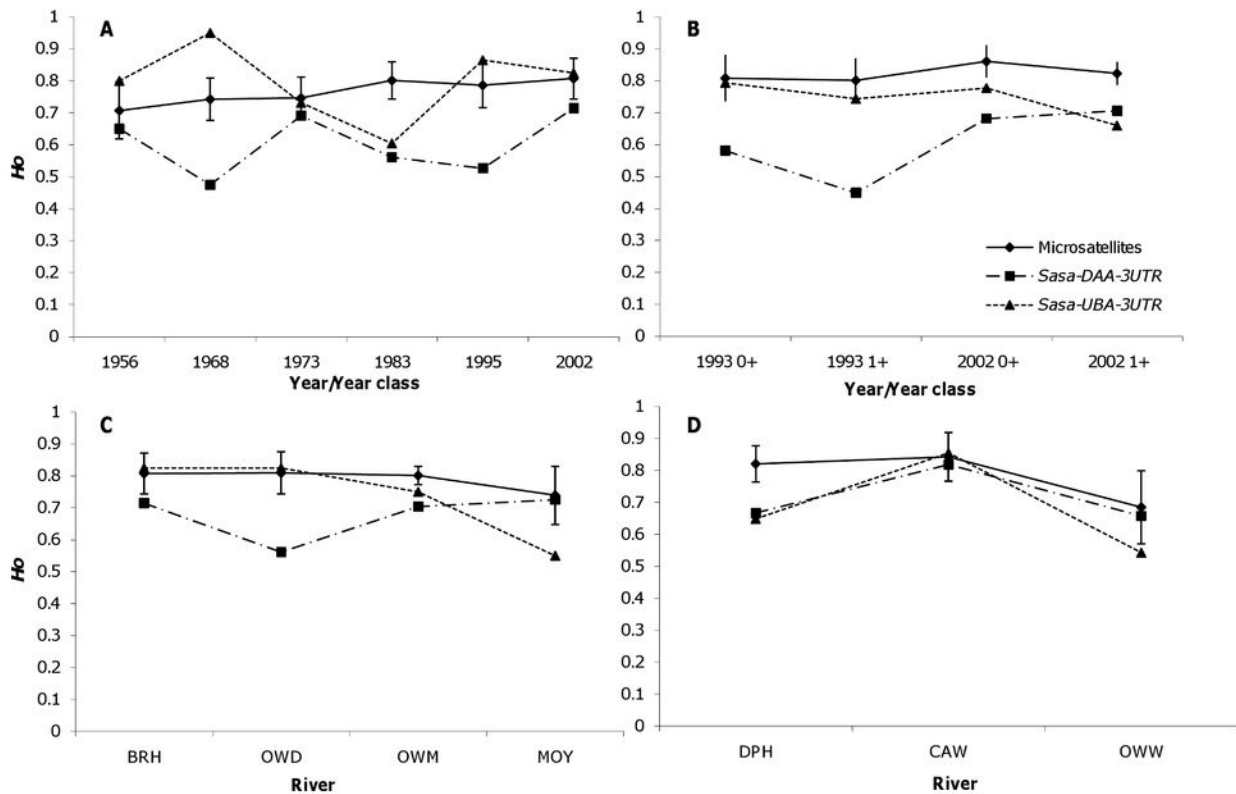 A
1
0.9
0.8
0.7
0.6
0.5
0.4
0.3
0.2
0.1
0
Ho
1956 1968 1973 1983 1995 2002
Year/Year class
B
1
0.9
0.8
0.7
0.6
0.5
0.4
0.3
0.2
0.1
0
Microsatellites
Sasa-DAA-3UTR
Sasa-UBA-3UTR
1993 0+ 1993 1+ 2002 0+ 2002 1+
Year/Year class
C
1
0.9
0.8
0.7
0.6
0.5
0.4
0.3
0.2
0.1
0
Ho
BRH OWD OWM MOY
River
D
1
0.9
0.8
0.7
0.6
0.5
0.4
0.3
0.2
0.1
0
DPH CAW OWW
River